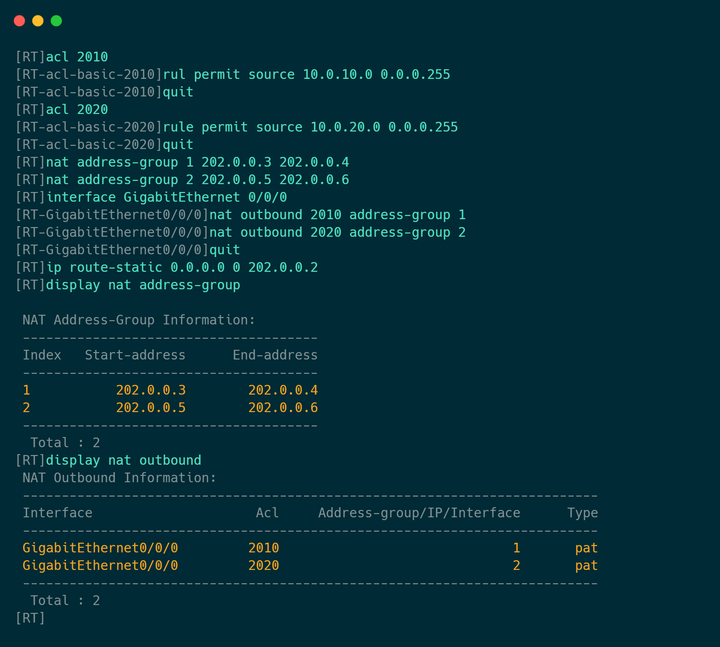 [RT]acl 2010
[RT-acl-basic-2010]rul permit source 10.0.10.0 0.0.0.255
[RT-acl-basic-2010]quit
[RT]acl 2020
[RT-acl-basic-2020]rule permit source 10.0.20.0 0.0.0.255
[RT-acl-basic-2020]quit
[RT]nat address-group 1 202.0.0.3 202.0.0.4
[RT]nat address-group 2 202.0.0.5 202.0.0.6
[RT]interface GigabitEthernet 0/0/0
[RT-GigabitEthernet0/0/0]nat outbound 2010 address-group 1
[RT-GigabitEthernet0/0/0]nat outbound 2020 address-group 2
[RT-GigabitEthernet0/0/0]quit
[RT]ip route-static 0.0.0.0 0 202.0.0.2
[RT]display nat address-group
NAT Address-Group Information:
--------------------------------------
Index   Start-address      End-address
--------------------------------------
1           202.0.0.3        202.0.0.4
2           202.0.0.5        202.0.0.6
--------------------------------------
Total : 2
[RT]display nat outbound
NAT Outbound Information:
--------------------------------------------------------------------------
Interface                     Acl     Address-group/IP/Interface      Type
--------------------------------------------------------------------------
GigabitEthernet0/0/0         2010                              1       pat
GigabitEthernet0/0/0         2020                              2       pat
--------------------------------------------------------------------------
Total : 2
[RT]